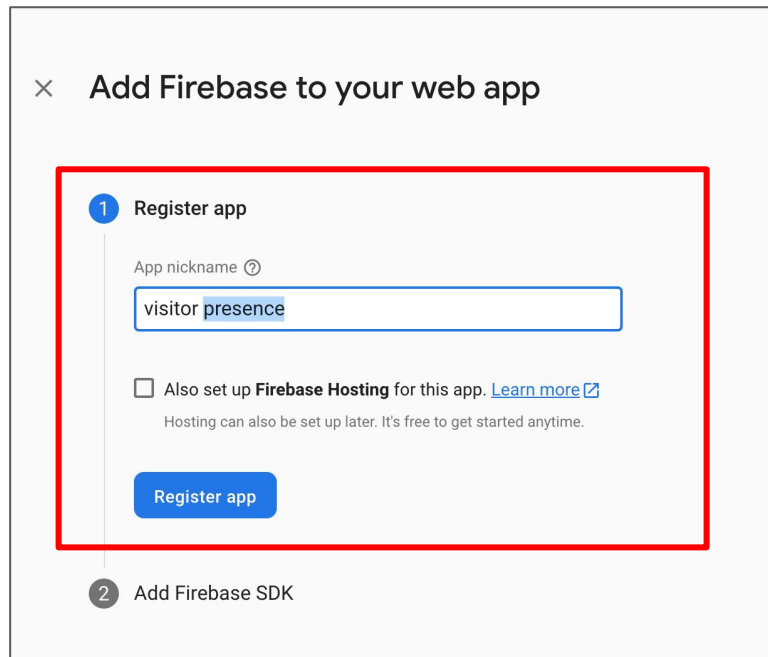 Add Firebase to your web app
1 Register app
App nickname
visitor presence
Also set up Firebase Hosting for this app. Learn more
Hosting can also be set up later. It's free to get started anytime.
Register app
2 Add Firebase SDK